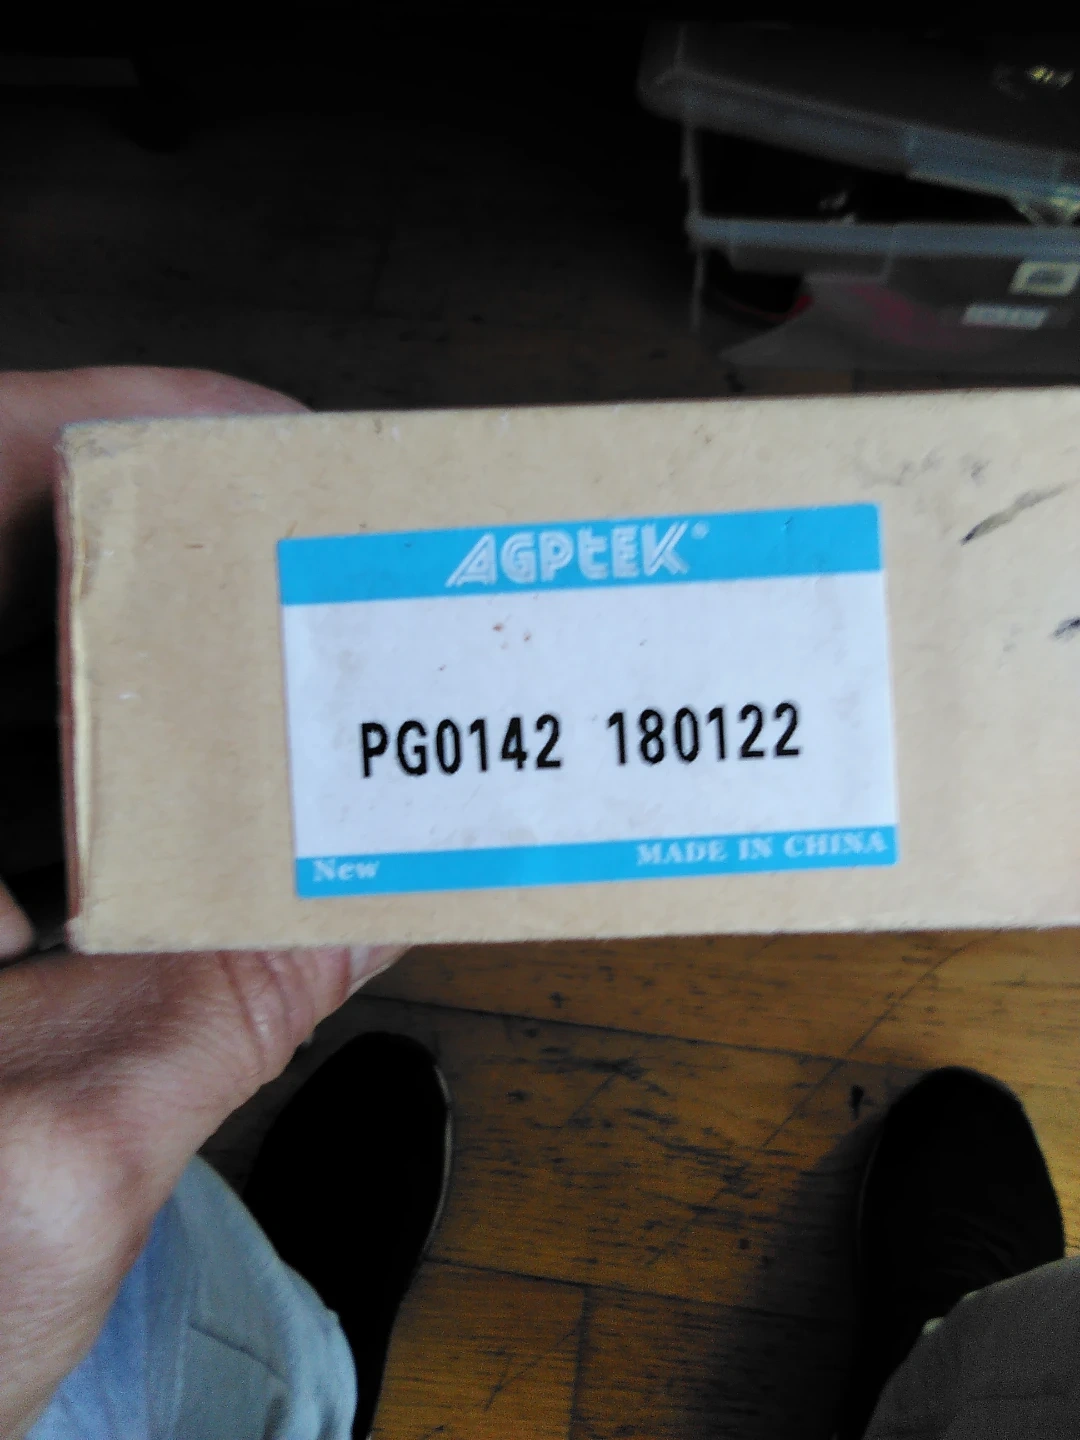 AGPtEK®
PG0142 180122
New MADE IN CHINA